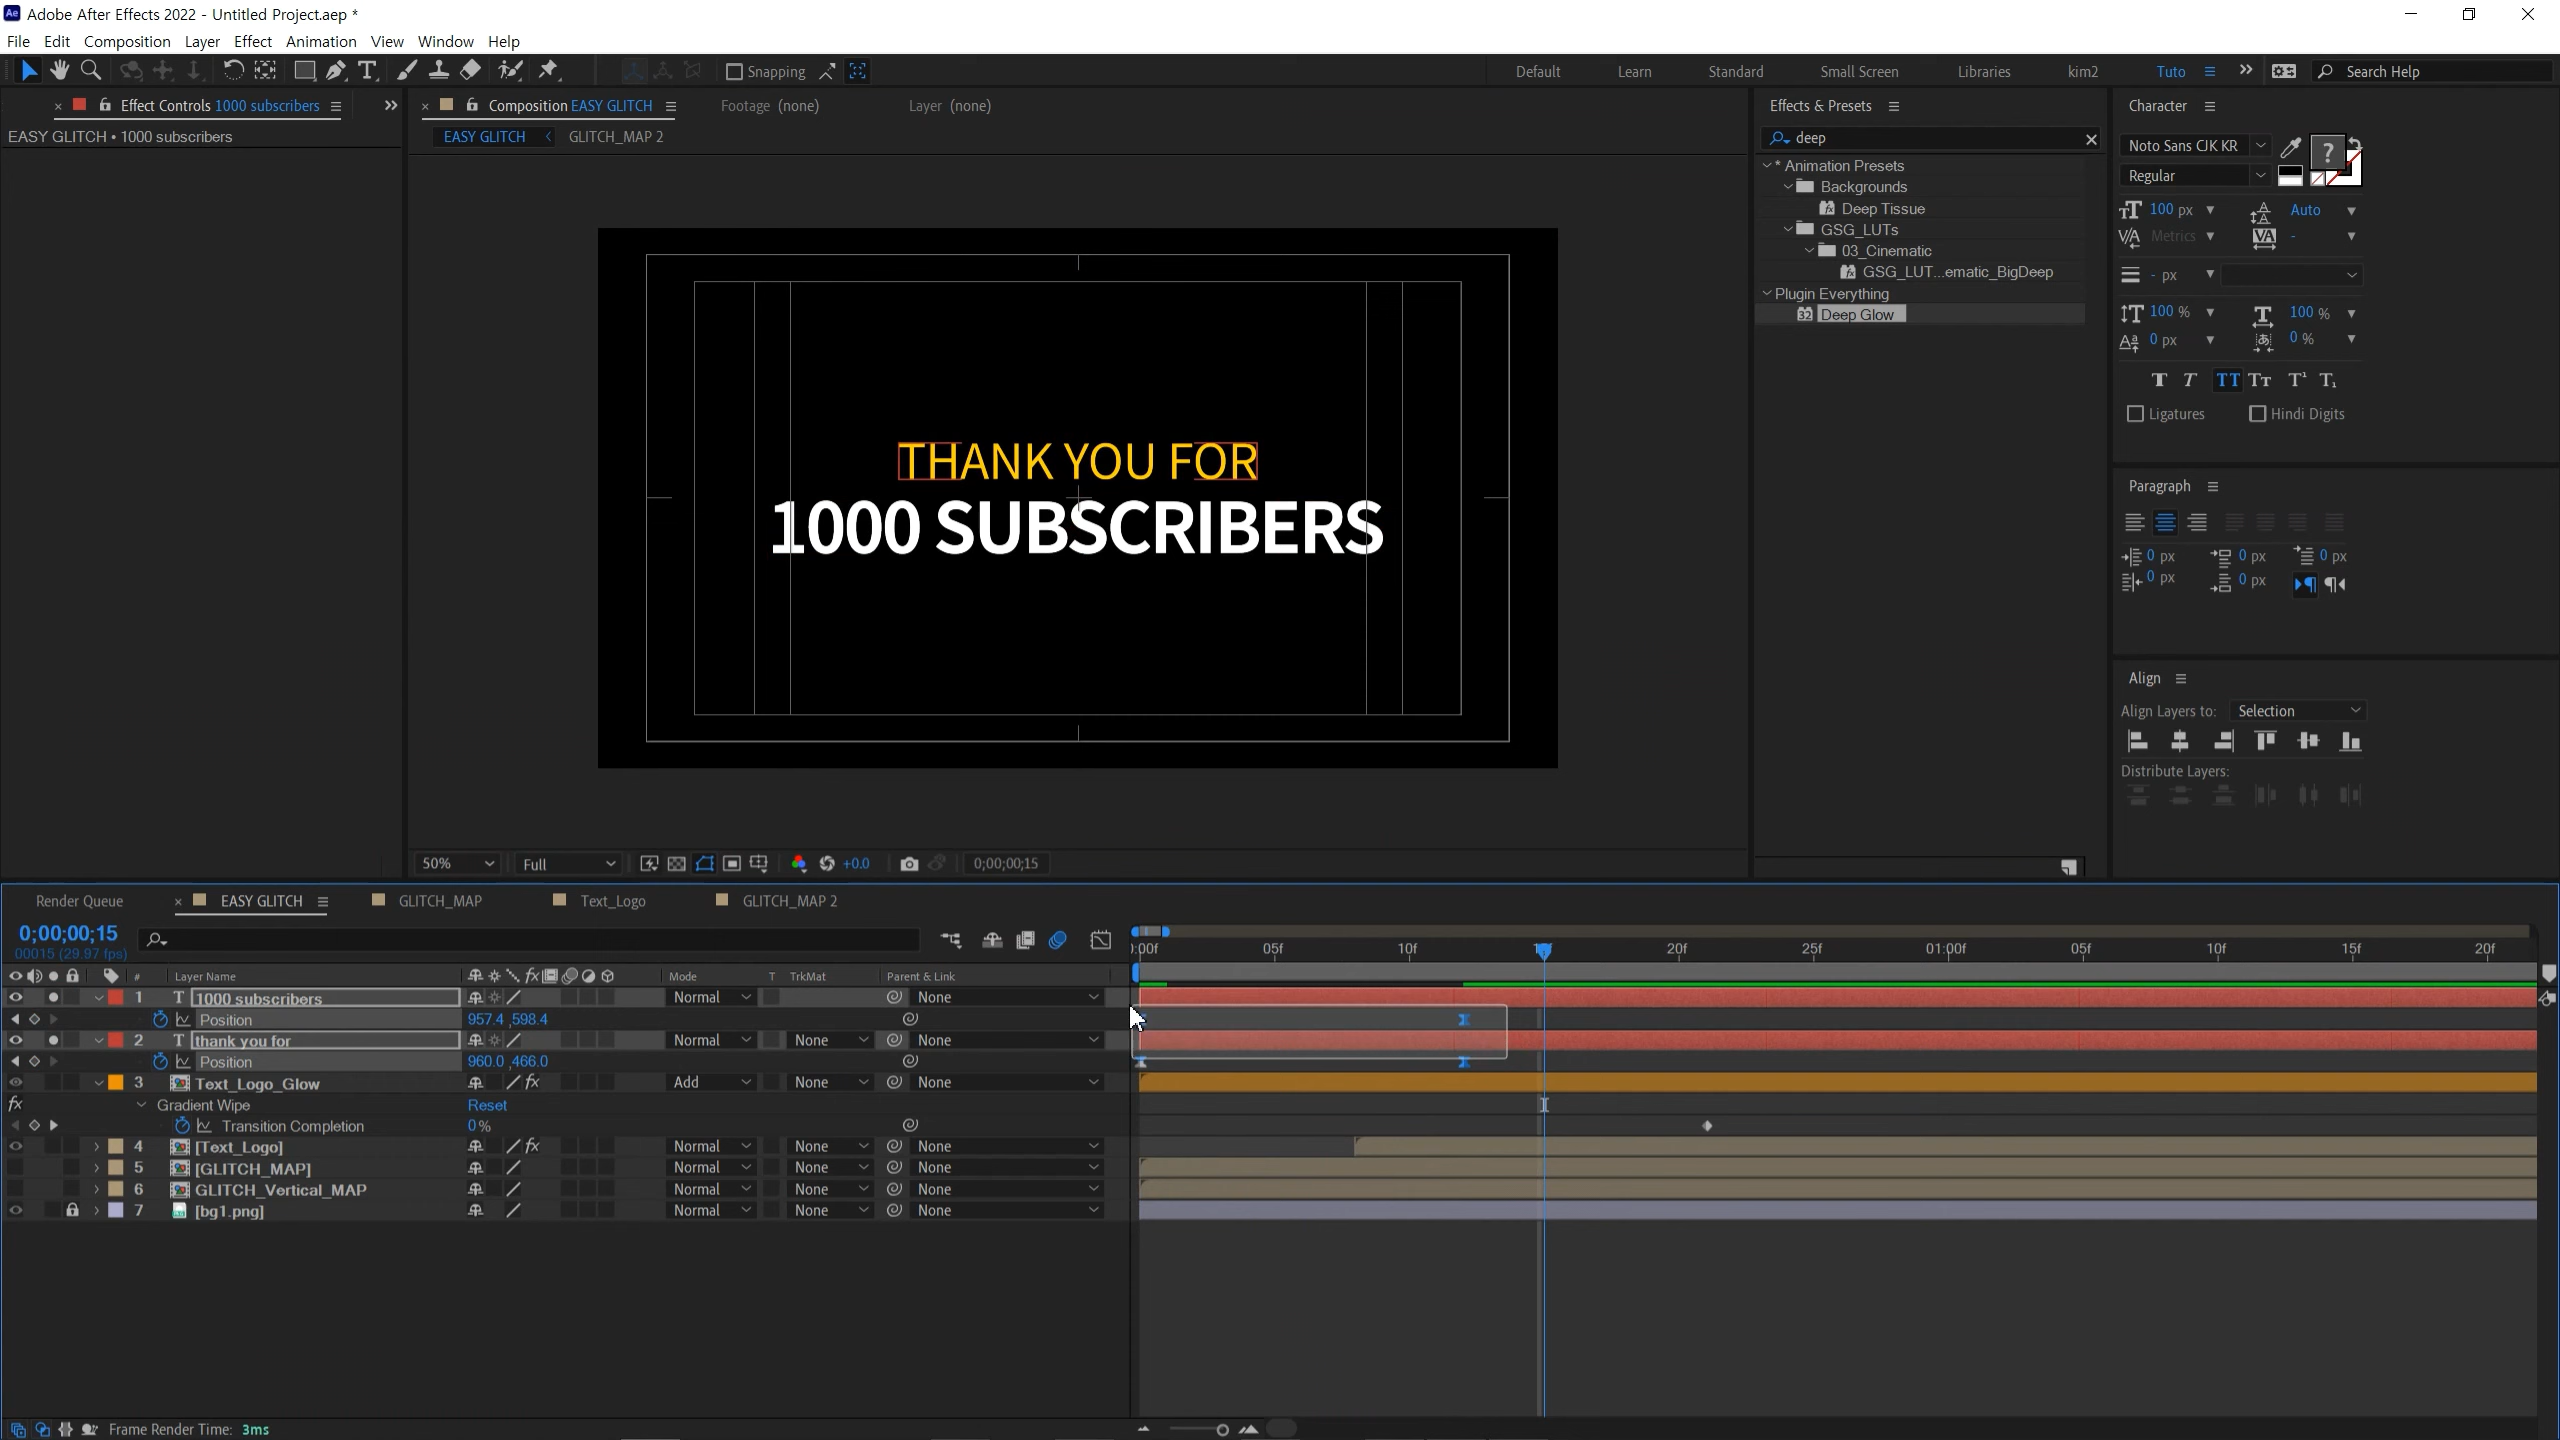 Ae Adobe After Effects 2022 - Untitled Project.aep *
File Edit Composition Layer Effect Animation View Window Help
Snapping Default Learn Standard Small Screen Libraries kim2 Tuto Search Help
Effect Controls 1000 subscribers
EASY GLITCH • 1000 subscribers
Composition EASY GLITCH Footage (none) Layer (none)
EASY GLITCH GLITCH_MAP 2
THANK YOU FOR
1000 SUBSCRIBERS
50% Full +0.0 0;00;00;15
Effects & Presets
deep
* Animation Presets
Backgrounds
Deep Tissue
GSG_LUTs
03_Cinematic
GSG_LUT...ematic_BigDeep
Plugin Everything
32 Deep Glow
Character
Noto Sans CJK KR
?
Regular
100 px Auto
Metrics -
- px
100 % 100 %
0 px 0 %
Ligatures Hindi Digits
Paragraph
0 px 0 px 0 px
0 px 0 px
Align
Align Layers to: Selection
Distribute Layers:
Render Queue EASY GLITCH GLITCH_MAP Text_Logo GLITCH_MAP 2
0;00;00;15
00015 (29.97 fps)
):00f 05f 10f 20f 25f 01:00f 05f 10f 15f 20f
# Layer Name Mode T TrkMat Parent & Link
1 T 1000 subscribers Normal None
Position 957.4 ,598.4
2 T thank you for Normal None None
Position 960.0 ,466.0
3 Text_Logo_Glow fx Add None None
fx Gradient Wipe Reset
Transition Completion 0%
4 [Text_Logo] fx Normal None None
5 [GLITCH_MAP] Normal None None
6 GLITCH_Vertical_MAP Normal None None
7 [bg1.png] Normal None None
Frame Render Time: 3ms